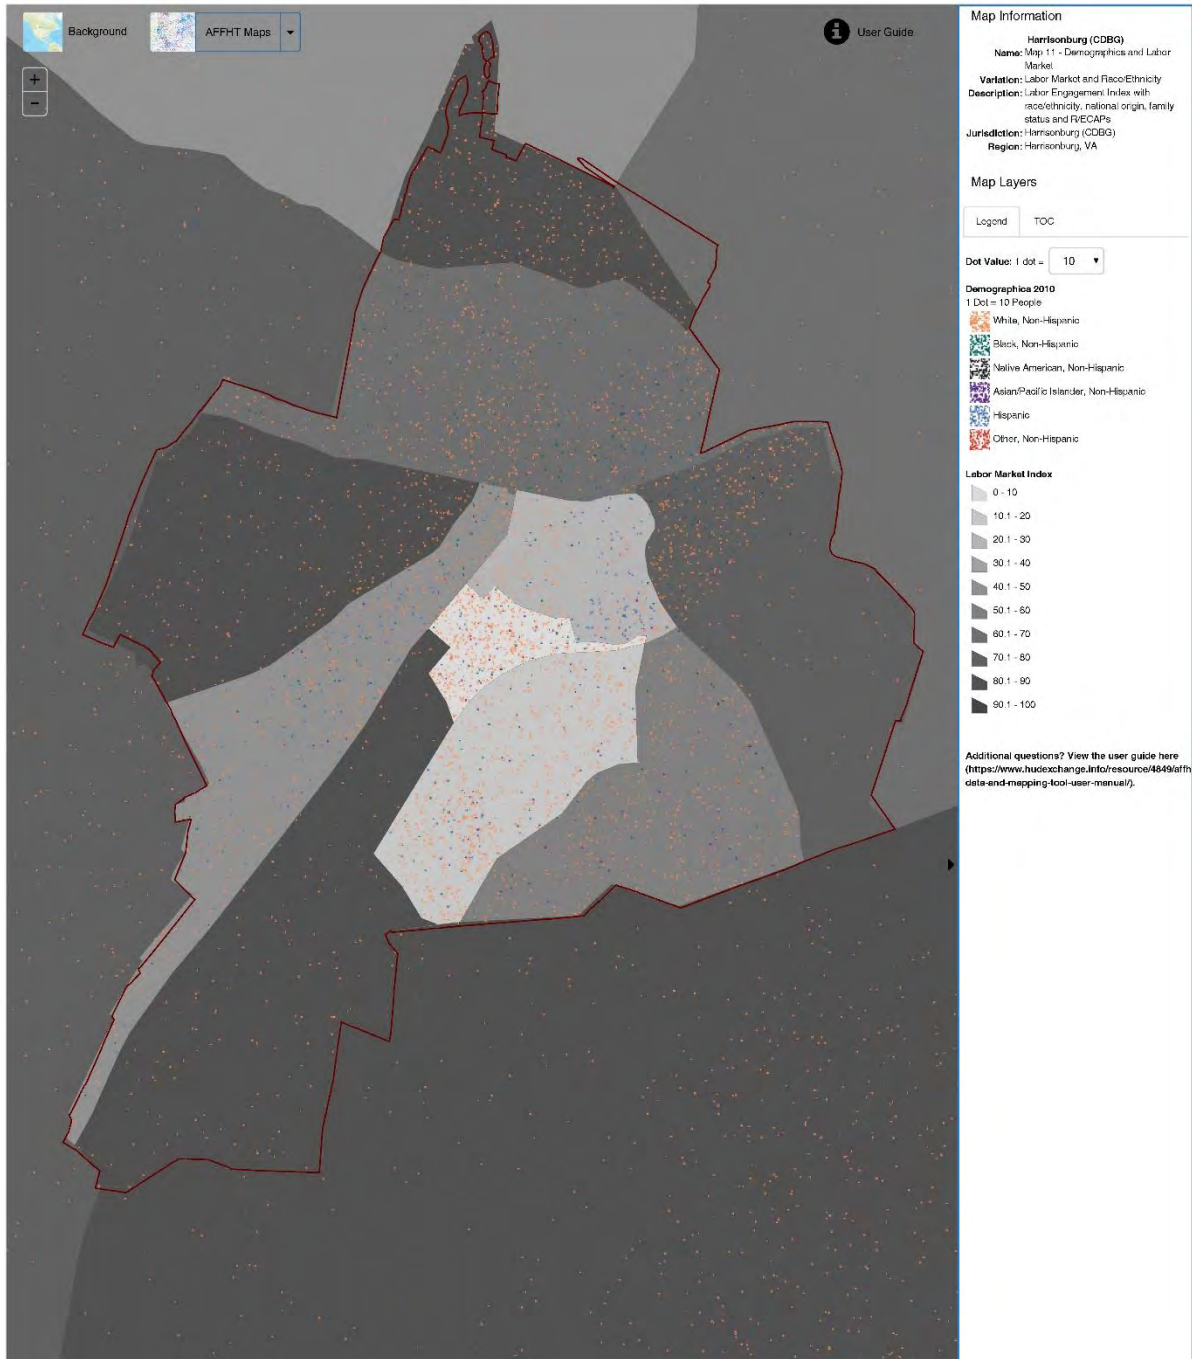 Background
AFFHT Maps
User Guide
+
−
Map Information
Harrisonburg (CDBG)
Name: Map 11 - Demographics and Labor
Market
Variation: Labor Market and Race/Ethnicity
Description: Labor Engagement Index with
race/ethnicity, national origin, family
status and R/ECAPs
Jurisdiction: Harrisonburg (CDBG)
Region: Harrisonburg, VA
Map Layers
Legend TOC
Dot Value: 1 dot = 10
Demographics 2010
1 Dot = 10 People
White, Non-Hispanic
Black, Non-Hispanic
Native American, Non-Hispanic
Asian/Pacific Islander, Non-Hispanic
Hispanic
Other, Non-Hispanic
Labor Market Index
0 - 10
10.1 - 20
20.1 - 30
30.1 - 40
40.1 - 50
50.1 - 60
60.1 - 70
70.1 - 80
80.1 - 90
90.1 - 100
Additional questions? View the user guide here
(https://www.hudexchange.info/resource/4849/affh
data-and-mapping-tool-user-manual/).